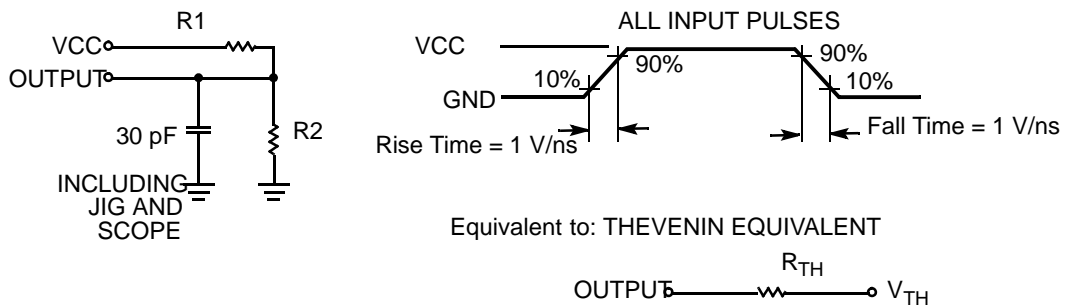 R1
VCC
OUTPUT
30 pF
R2
INCLUDING
JIG AND
SCOPE
ALL INPUT PULSES
VCC
GND
10%
90%
90%
10%
Rise Time = 1 V/ns
Fall Time = 1 V/ns
Equivalent to: THEVENIN EQUIVALENT
RTH
OUTPUT
VTH